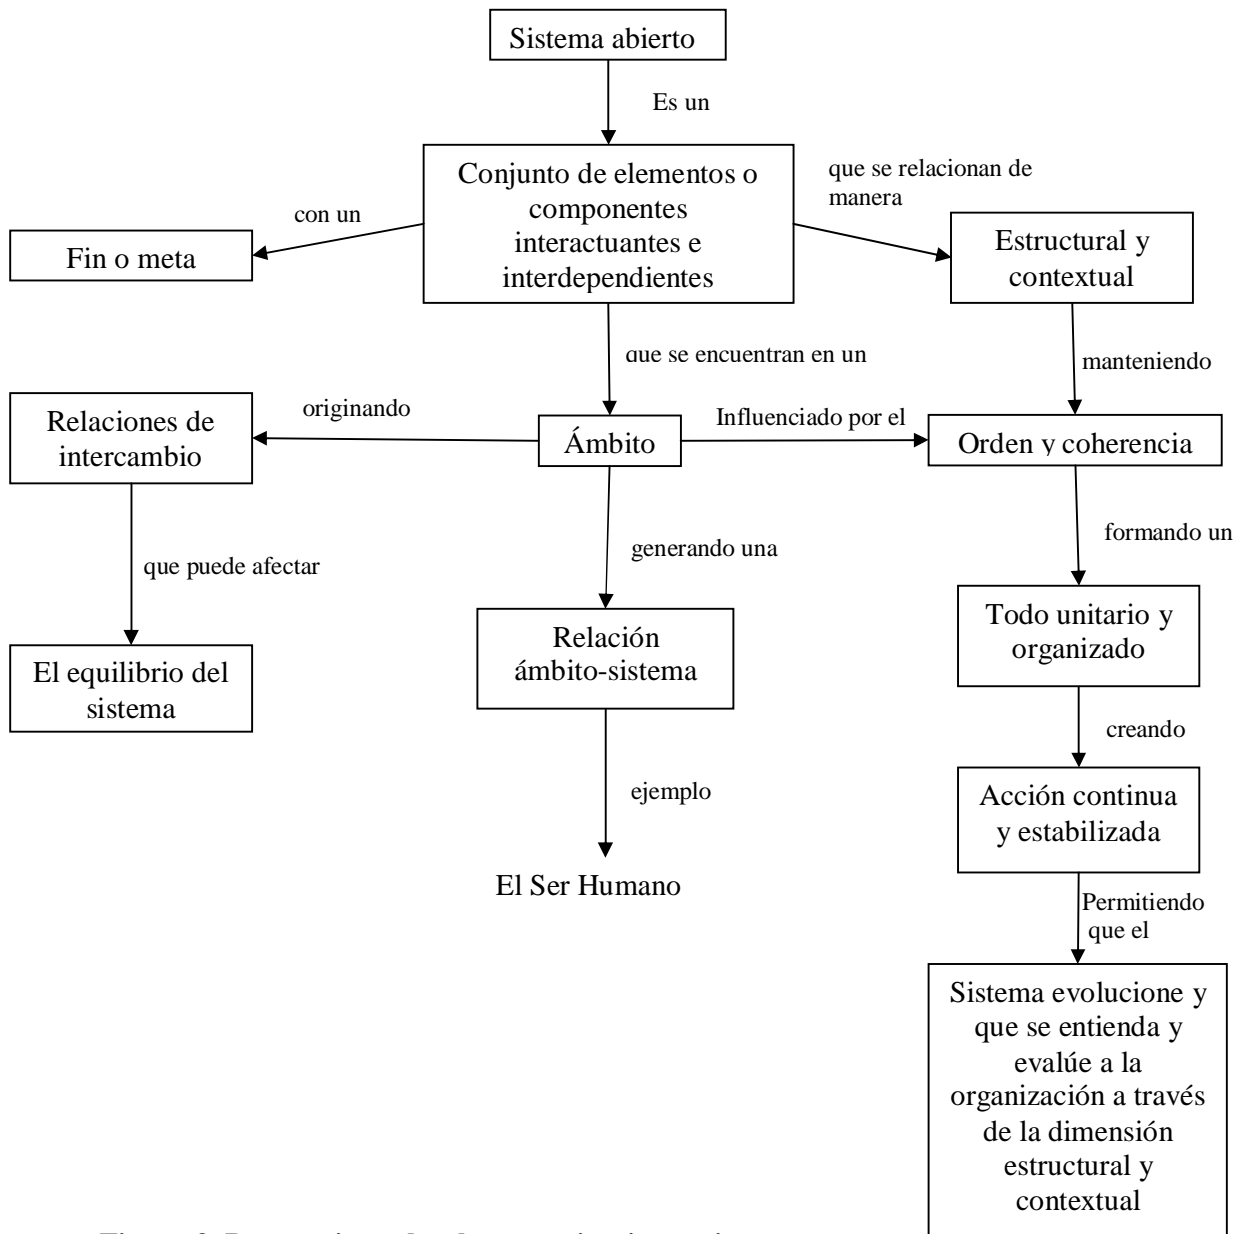 Sistema abierto
Es un
Conjunto de elementos o
componentes
interactuantes e
interdependientes
con un
Fin o meta
que se relacionan de
manera
Estructural y
contextual
que se encuentran en un
manteniendo
Relaciones de
intercambio
originando
Ámbito
Influenciado por el
Orden y coherencia
que puede afectar
generando una
formando un
El equilibrio del
sistema
Relación
ámbito-sistema
Todo unitario y
organizado
creando
ejemplo
Acción continua
y estabilizada
El Ser Humano
Permitiendo
que el
Sistema evolucione y
que se entienda y
evalúe a la
organización a través
de la dimensión
estructural y
contextual